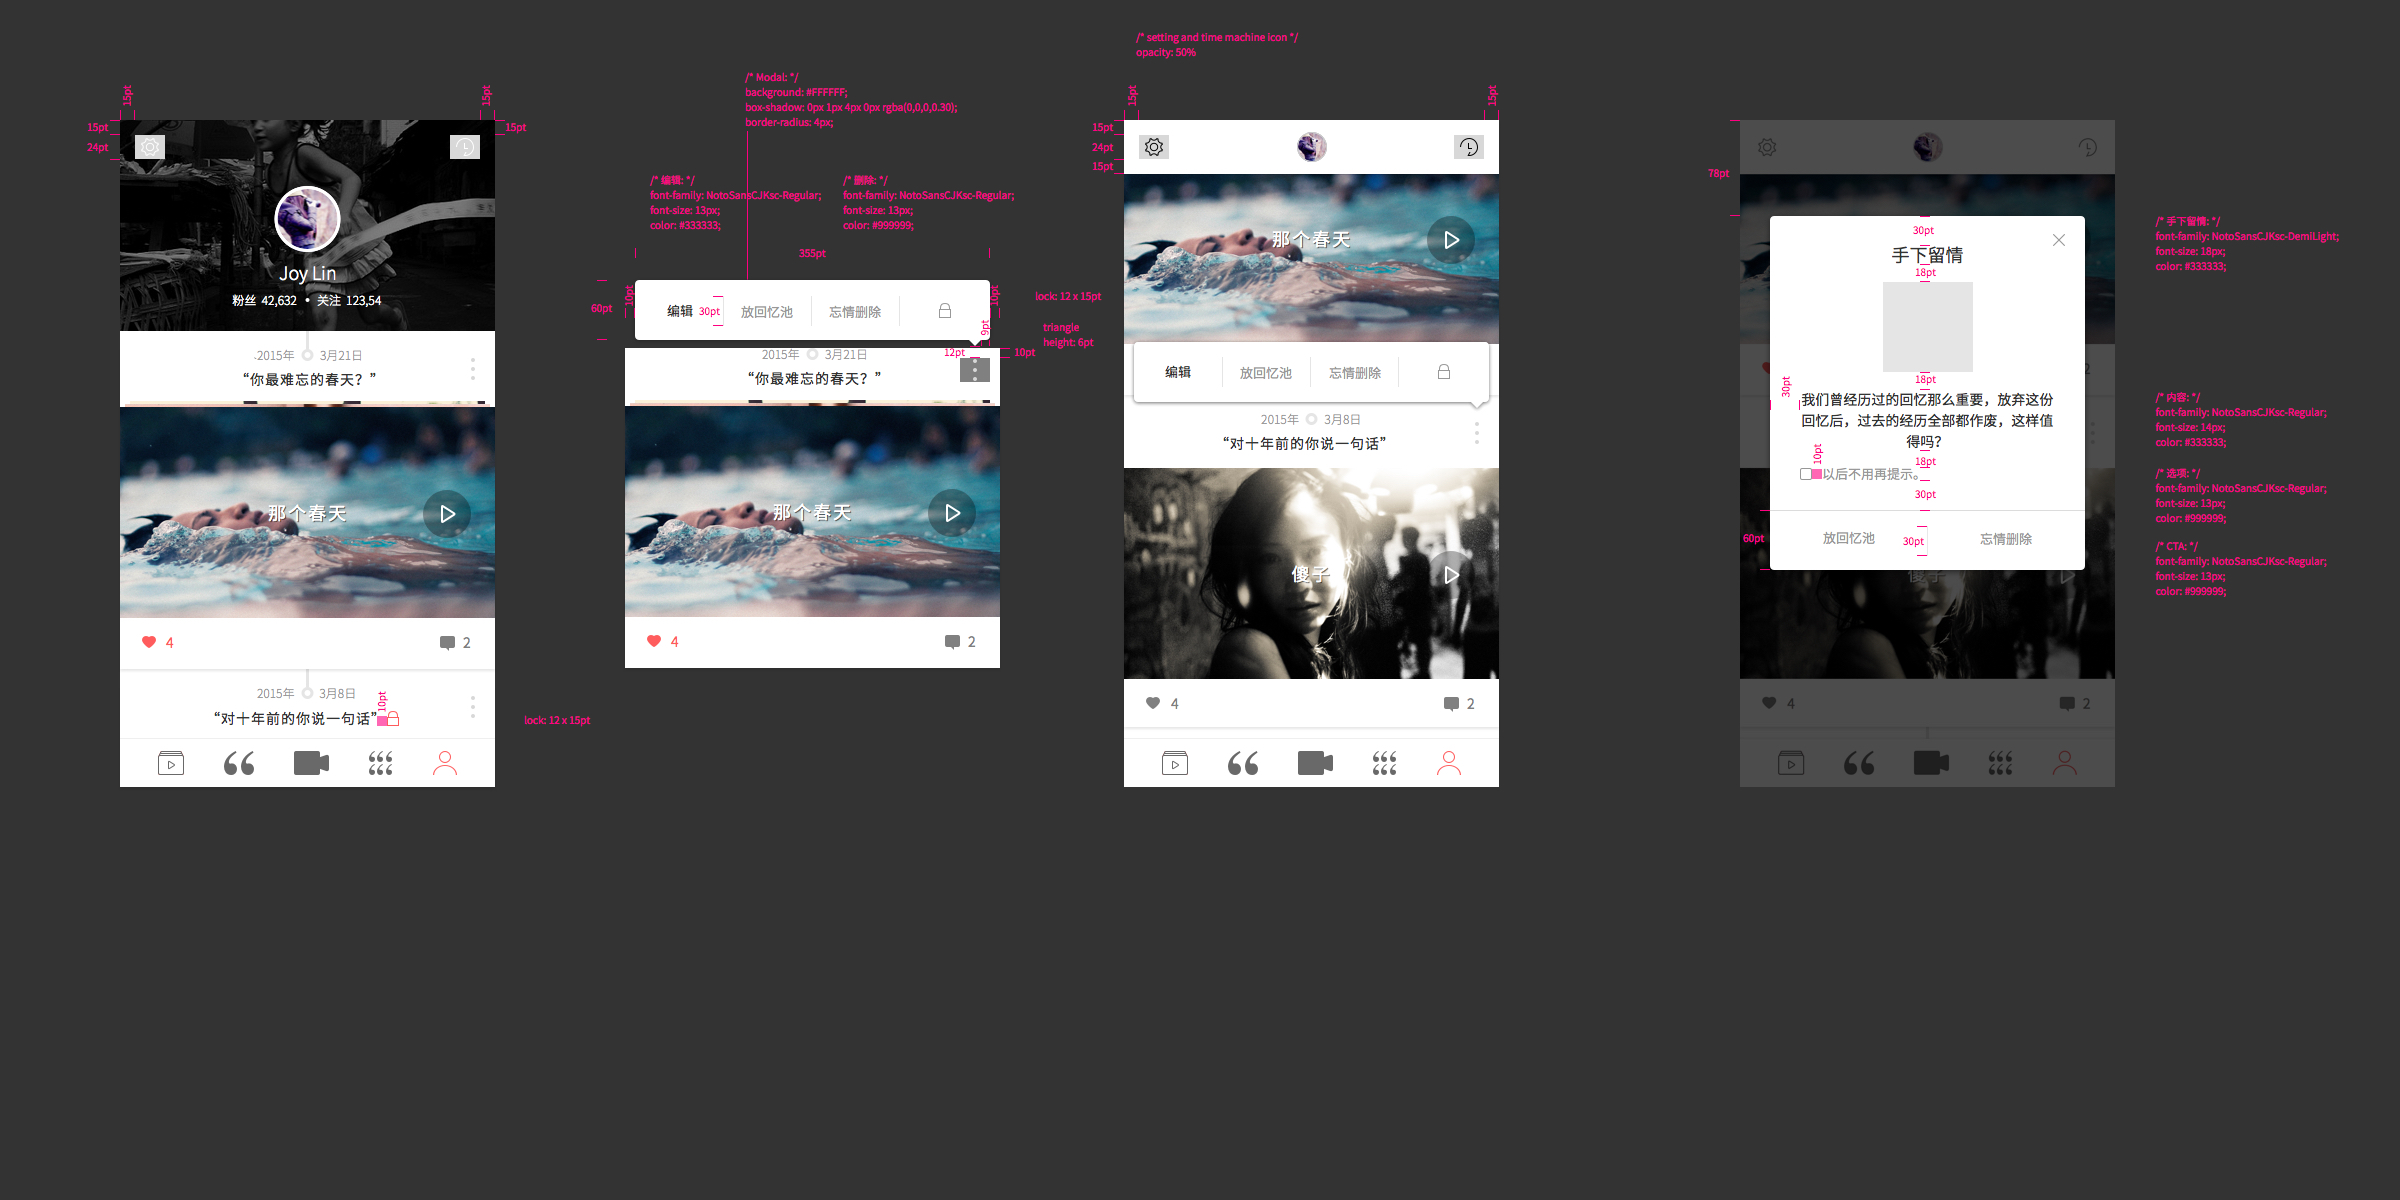 /* setting and time machine icon */
opacity: 50%
/* Modal: */
background: #FFFFFF;
box-shadow: 0px 1px 4px 0px rgba(0,0,0,0.30);
border-radius: 4px;
15pt
15pt
15pt
24pt
15pt
Joy Lin
粉丝 42,632 • 关注 123,54
2015年
3月21日
“你最难忘的春天？”
那个春天
4
2
2015年
3月8日
10pt
“对十年前的你说一句话”
lock: 12 x 15pt
/* 编辑: */
font-family: NotoSansCJKsc-Regular;
font-size: 13px;
color: #333333;
/* 删除: */
font-family: NotoSansCJKsc-Regular;
font-size: 13px;
color: #999999;
355pt
60pt
10pt
编辑
30pt
放回忆池
忘情删除
10pt
9pt
lock: 12 x 15pt
triangle
height: 6pt
2015年
3月21日
12pt
10pt
“你最难忘的春天？”
那个春天
4
2
15pt
15pt
15pt
24pt
15pt
那个春天
编辑
放回忆池
忘情删除
2015年
3月8日
“对十年前的你说一句话”
傻子
4
2
78pt
30pt
手下留情
18pt
18pt
30pt
我们曾经历过的回忆那么重要，放弃这份
回忆后，过去的经历全部都作废，这样值
得吗？
10pt
18pt
以后不用再提示。
30pt
60pt
放回忆池
30pt
忘情删除
2
傻子
4
2
/* 手下留情: */
font-family: NotoSansCJKsc-DemiLight;
font-size: 18px;
color: #333333;
/* 内容: */
font-family: NotoSansCJKsc-Regular;
font-size: 14px;
color: #333333;
/* 选项: */
font-family: NotoSansCJKsc-Regular;
font-size: 13px;
color: #999999;
/* CTA: */
font-family: NotoSansCJKsc-Regular;
font-size: 13px;
color: #999999;